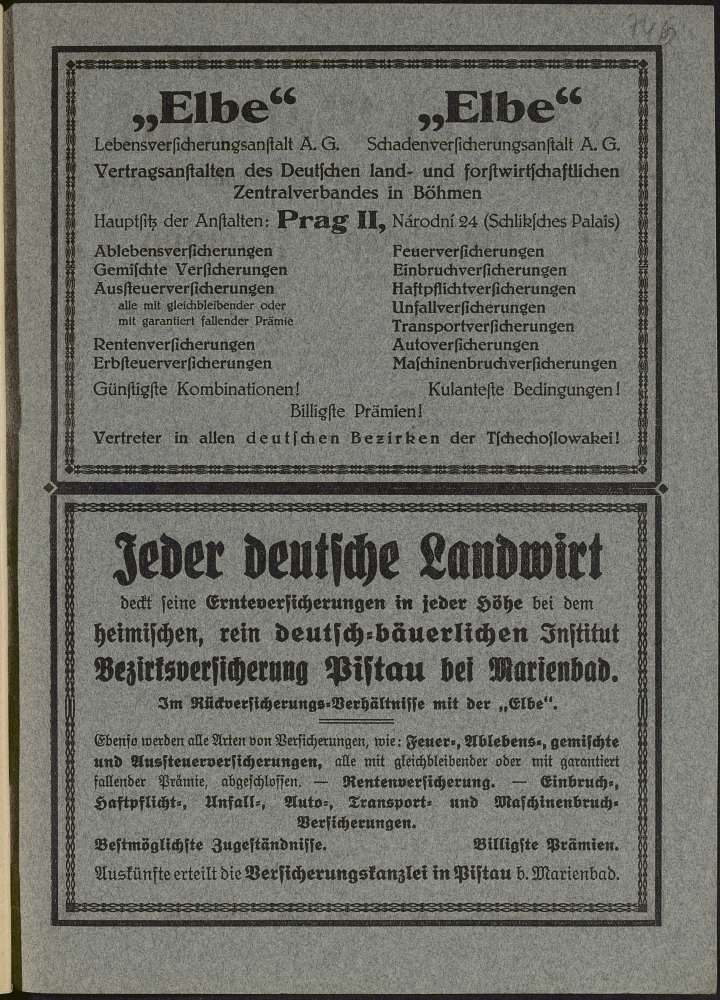 „Elbe“ „Elbe“
Lebensversicherungsanstalt A. G. Schadenversicherungsanstalt A. G.
Vertragsanstalten des Deutschen land- und forstwirtschaftlichen
Zentralverbandes in Böhmen
Hauptsitz der Anstalten: Prag II, Národní 24 (Schliksches Palais)
Ablebensversicherungen
Gemischte Versicherungen
Aussteuerversicherungen
alle mit gleichbleibender oder
mit garantiert fallender Prämie
Rentenversicherungen
Erbsteuerversicherungen
Feuerversicherungen
Einbruchversicherungen
Haftpflichtversicherungen
Unfallversicherungen
Transportversicherungen
Autoversicherungen
Maschinenbruchversicherungen
Günstigste Kombinationen! Kulanteste Bedingungen!
Billigste Prämien!
Vertreter in allen deutschen Bezirken der Tschechoslowakei!
Jeder deutsche Landwirt
deckt seine Ernteversicherungen in jeder Höhe bei dem
heimischen, rein deutsch-bäuerlichen Institut
Bezirksversicherung Pistau bei Marienbad.
Im Rückversicherungs-Verhältnisse mit der „Elbe“.
Ebenso werden alle Arten von Versicherungen, wie: Feuer-, Ablebens-, gemischte
und Aussteuerversicherungen, alle mit gleichbleibender oder mit garantiert
fallender Prämie, abgeschlossen. — Rentenversicherung. — Einbruch-,
Haftpflicht-, Unfall-, Auto-, Transport- und Maschinenbruch-
Versicherungen.
Bestmöglichste Zugeständnisse. Billigste Prämien.
Auskünfte erteilt die Versicherungskanzlei in Pistau b. Marienbad.